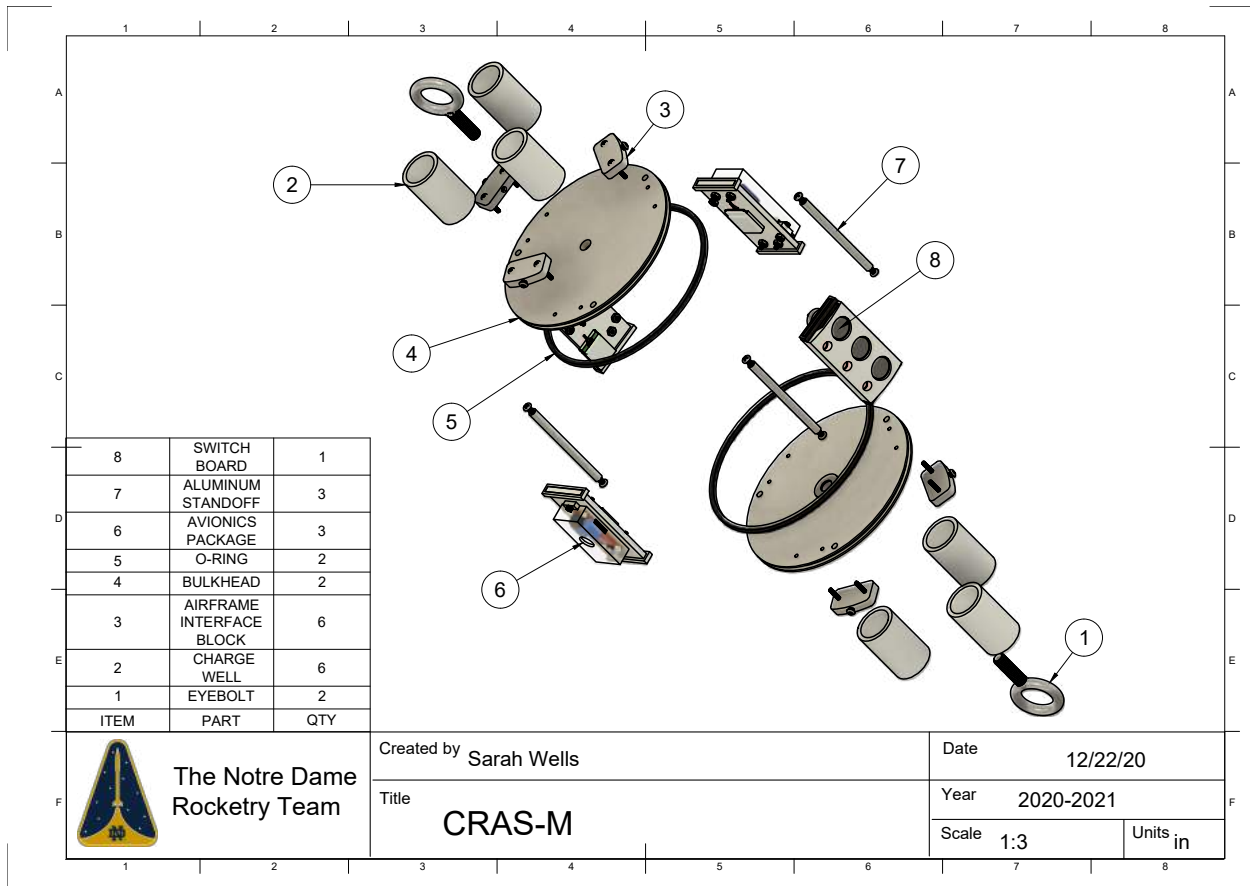 1 2 3 4 5 6 7 8
A A
3
7
2
B B
8
4
C C
5
8 SWITCH BOARD 1
7 ALUMINUM STANDOFF 3
6 AVIONICS PACKAGE 3
5 O-RING 2
4 BULKHEAD 2
3 AIRFRAME INTERFACE BLOCK 6
2 CHARGE WELL 6
1 EYEBOLT 2
ITEM PART QTY
D D
6
1
E E
The Notre Dame
Rocketry Team
Created by Sarah Wells
Title
CRAS-M
Date 12/22/20
Year 2020-2021
Scale 1:3
Units in
F F
1 2 3 4 5 6 7 8